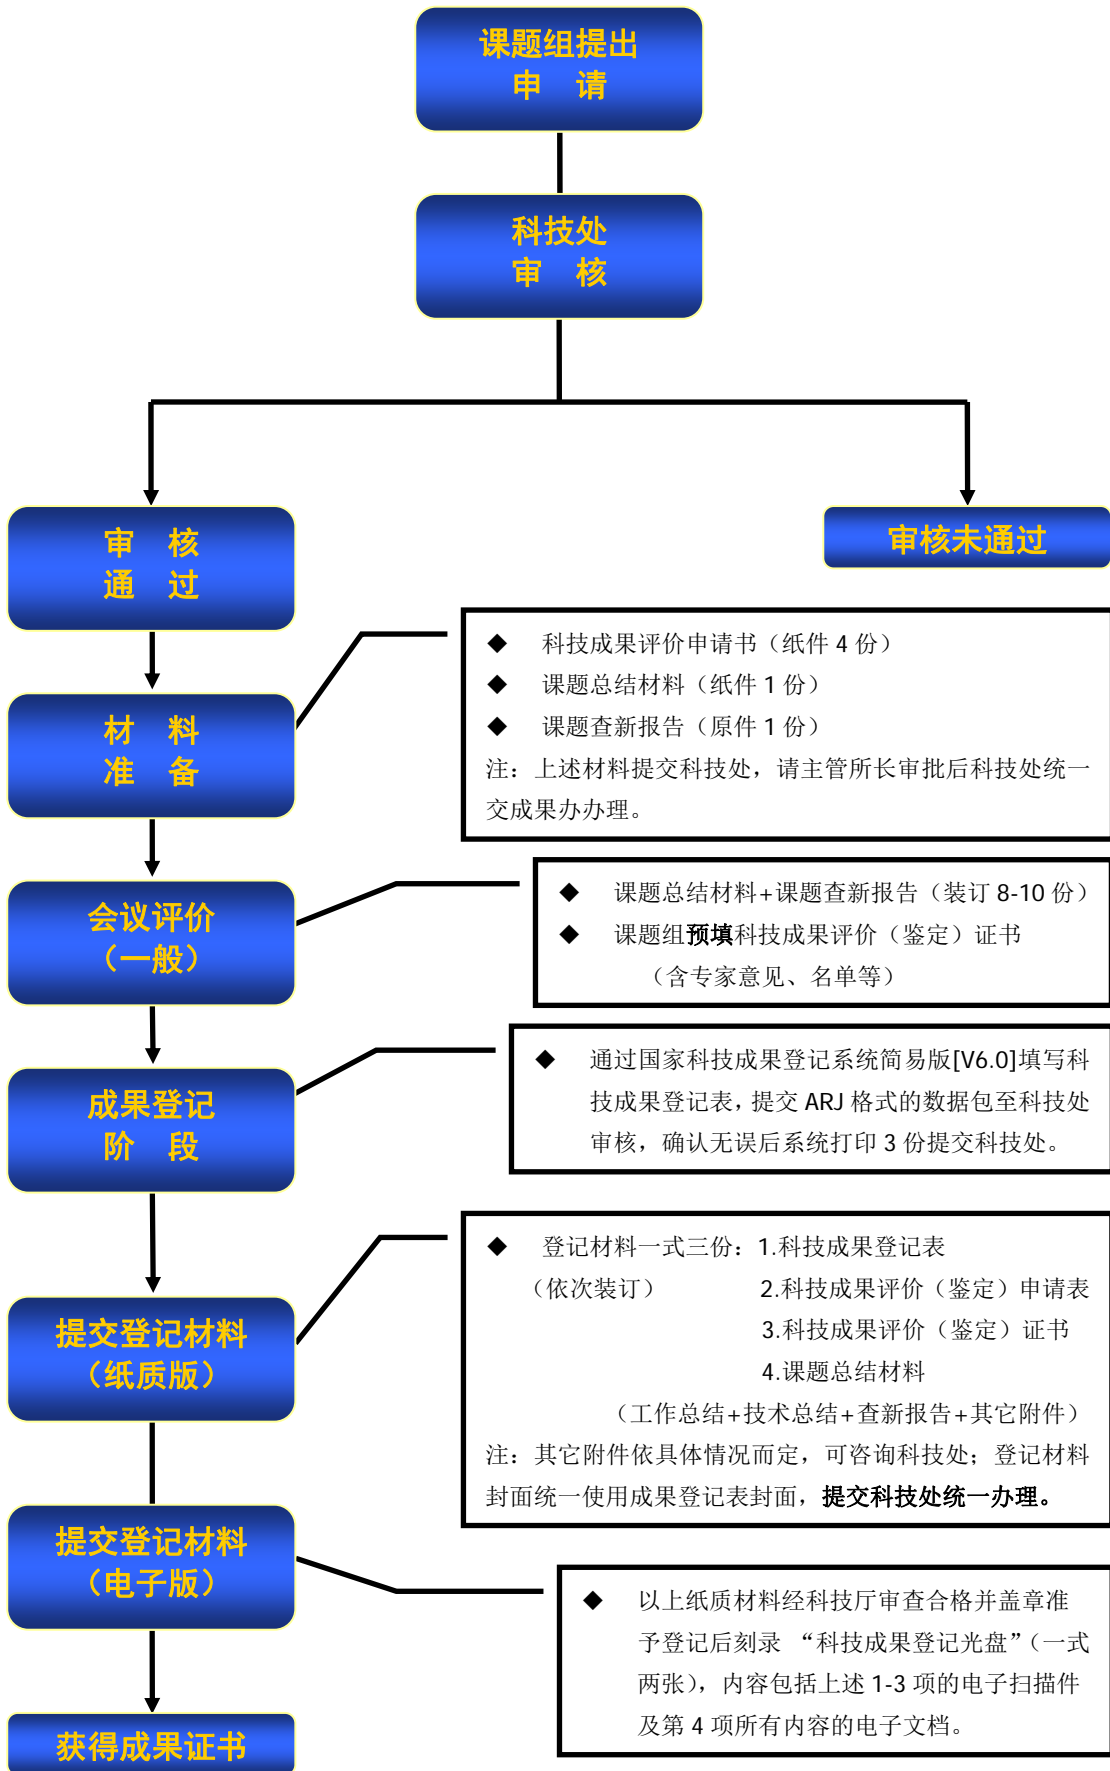 课题组提出
申 请
科技处
审 核
审 核
通 过
审核未通过
材 料
准 备
◆ 科技成果评价申请书（纸件 4 份）
◆ 课题总结材料（纸件 1 份）
◆ 课题查新报告（原件 1 份）
注：上述材料提交科技处，请主管所长审批后科技处统一
交成果办办理。
会议评价
（一般）
◆ 课题总结材料+课题查新报告（装订 8-10 份）
◆ 课题组预填科技成果评价（鉴定）证书
（含专家意见、名单等）
成果登记
阶 段
◆ 通过国家科技成果登记系统简易版[V6.0]填写科
技成果登记表，提交 ARJ 格式的数据包至科技处
审核，确认无误后系统打印 3 份提交科技处。
提交登记材料
（纸质版）
◆ 登记材料一式三份：1.科技成果登记表
（依次装订） 2.科技成果评价（鉴定）申请表
3.科技成果评价（鉴定）证书
4.课题总结材料
（工作总结+技术总结+查新报告+其它附件）
注：其它附件依具体情况而定，可咨询科技处；登记材料
封面统一使用成果登记表封面，提交科技处统一办理。
提交登记材料
（电子版）
◆ 以上纸质材料经科技厅审查合格并盖章准
予登记后刻录 “科技成果登记光盘”（一式
两张），内容包括上述 1-3 项的电子扫描件
及第 4 项所有内容的电子文档。
获得成果证书